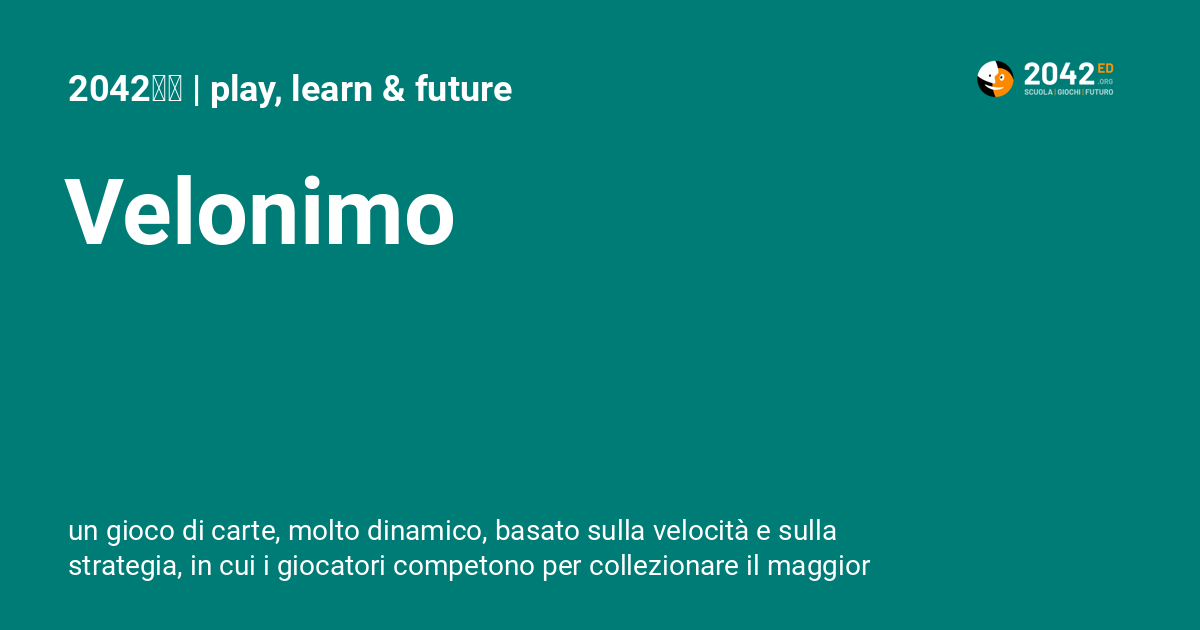 2042 | play, learn & future
2042 ED
.ORG
SCUOLA | GIOCHI | FUTURO
Velonimo
un gioco di carte, molto dinamico, basato sulla velocità e sulla
strategia, in cui i giocatori competono per collezionare il maggior